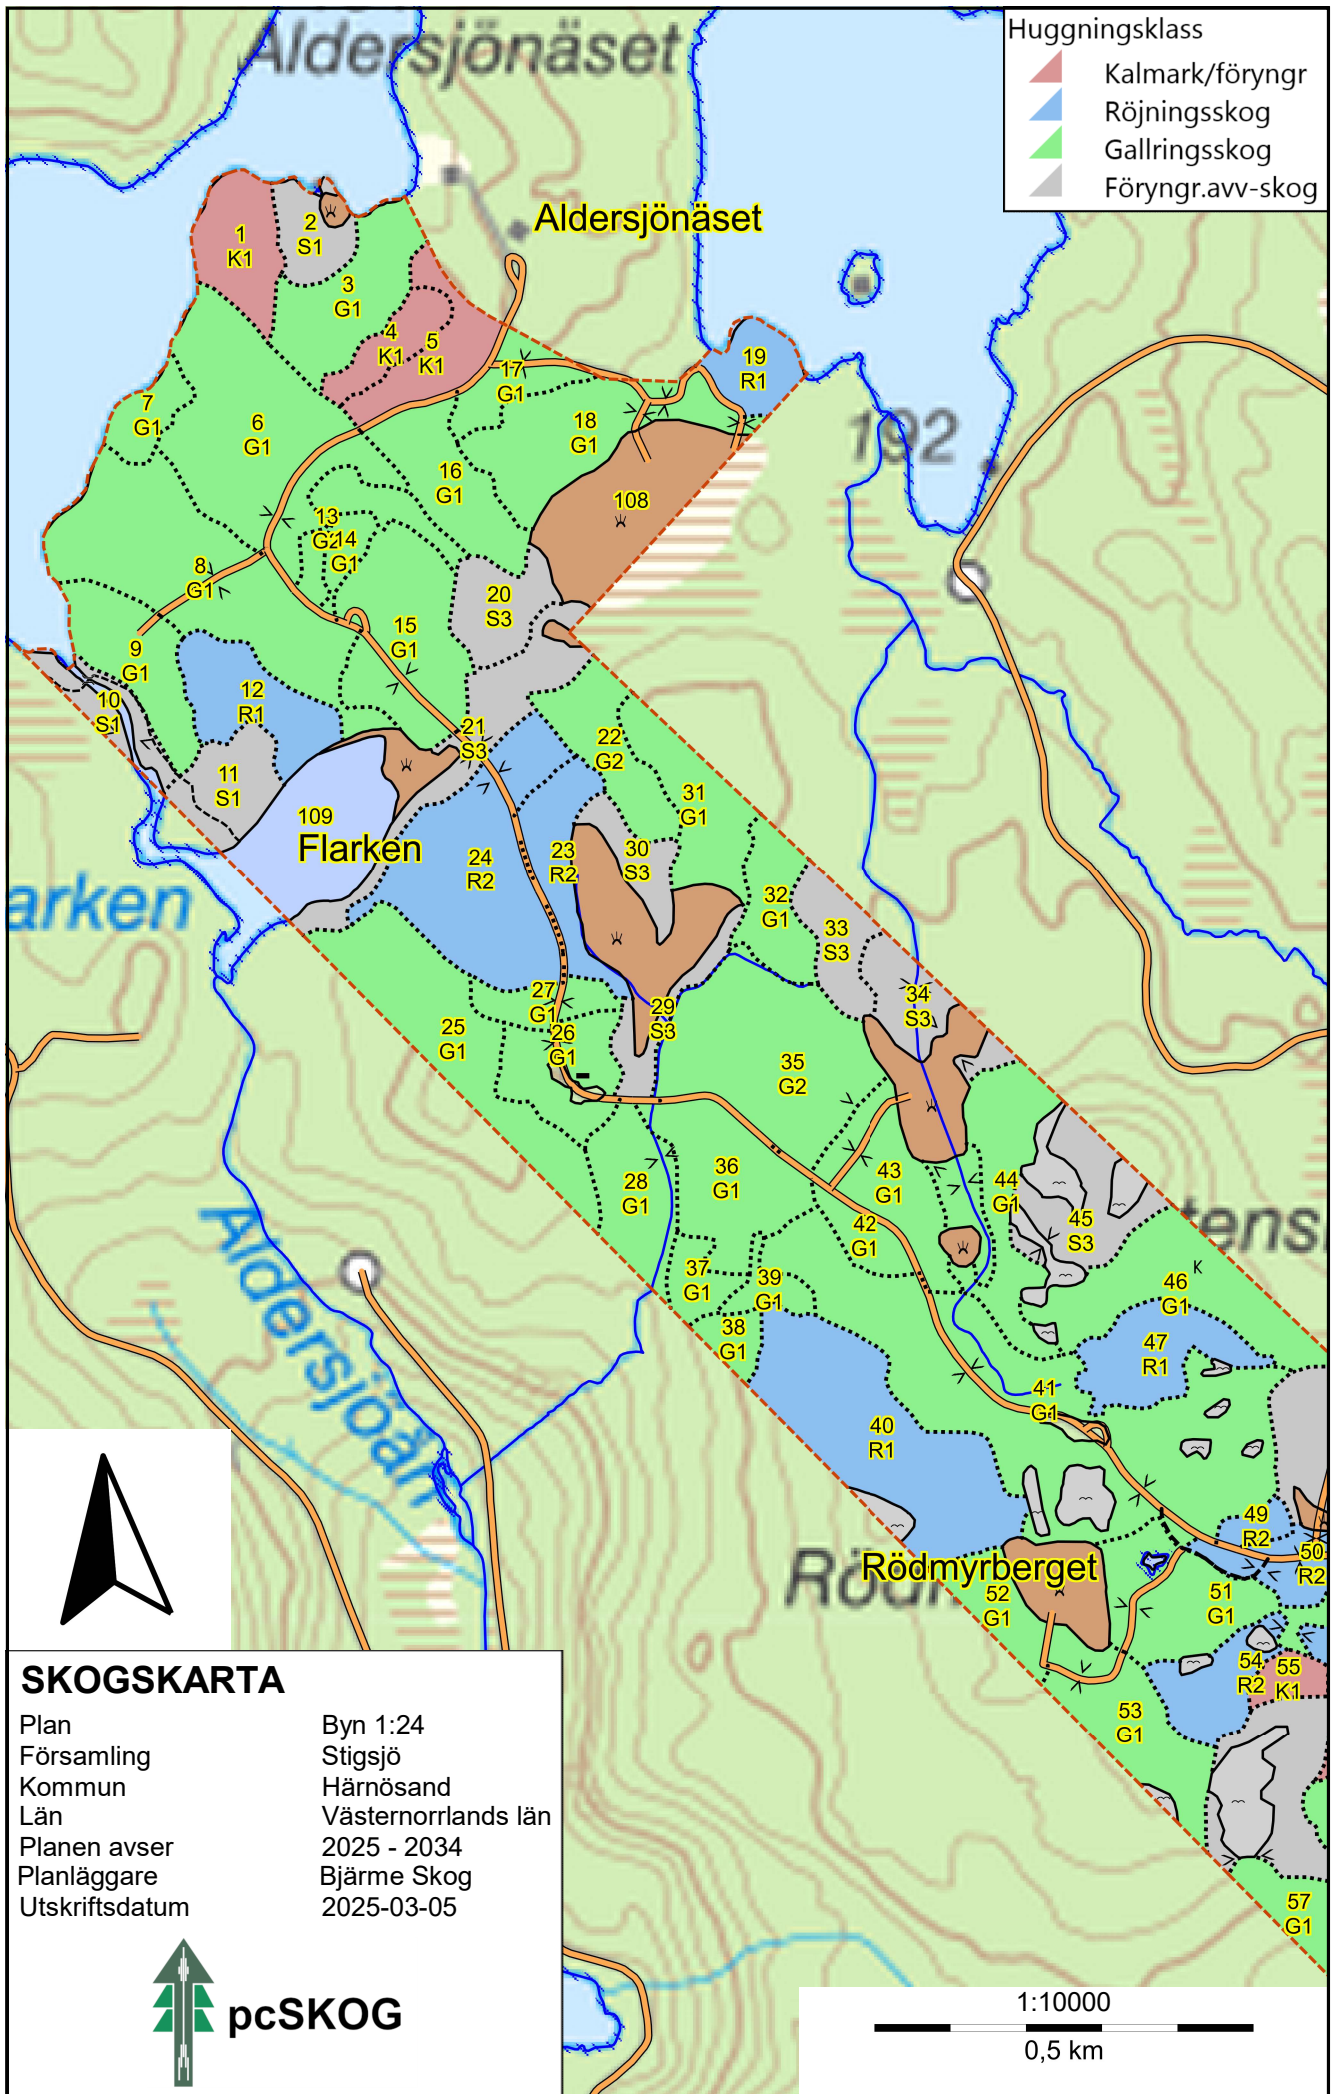 Aldersjönäset
Huggningsklass
Kalmark/föryngr
Röjningsskog
Gallringsskog
Föryngr.avv-skog
Aldersjönäset
1
K1
2
S1
3
G1
4
K1
5
K1
17
G1
19
R1
7
G1
6
G1
18
G1
192
16
G1
108
13
G2
14
G1
8
G1
20
S3
15
G1
9
G1
10
S1
12
R1
21
S3
22
G2
11
S1
31
G1
109
Flarken
24
R2
23
R2
30
S3
arken
32
G1
33
S3
27
G1
34
S3
29
S3
25
G1
26
G1
35
G2
28
G1
36
G1
43
G1
44
G1
45
S3
tens
42
G1
37
G1
39
G1
46
G1
K
38
G1
47
R1
Aldersjöån
41
G1
40
R1
49
R2
50
R2
Rödmyrberget
Rödn
52
G1
51
G1
54
R2
55
K1
53
G1
57
G1
SKOGSKARTA
Plan Byn 1:24
Församling Stigsjö
Kommun Härnösand
Län Västernorrlands län
Planen avser 2025 - 2034
Planläggare Bjärme Skog
Utskriftsdatum 2025-03-05
pcSKOG
1:10000
0,5 km